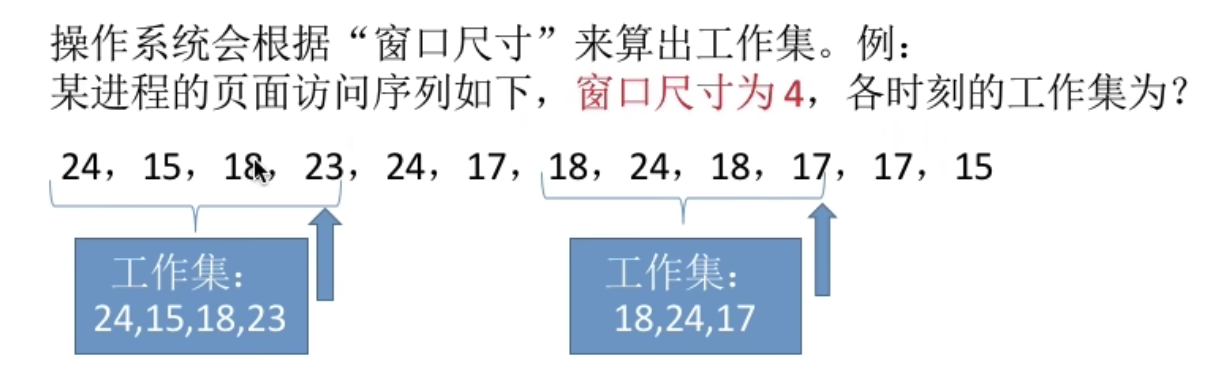 操作系统会根据“窗口尺寸”来算出工作集。例：
某进程的页面访问序列如下，窗口尺寸为4，各时刻的工作集为？
24，15，18，23，24，17，18，24，18，17，17，15
工作集：
24,15,18,23
工作集：
18,24,17